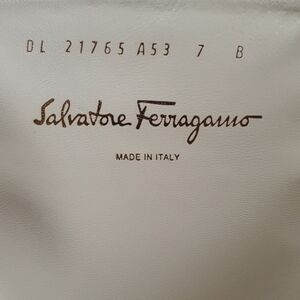 DL 21765 A53 7 B
Salvatore Ferragamo
MADE IN ITALY